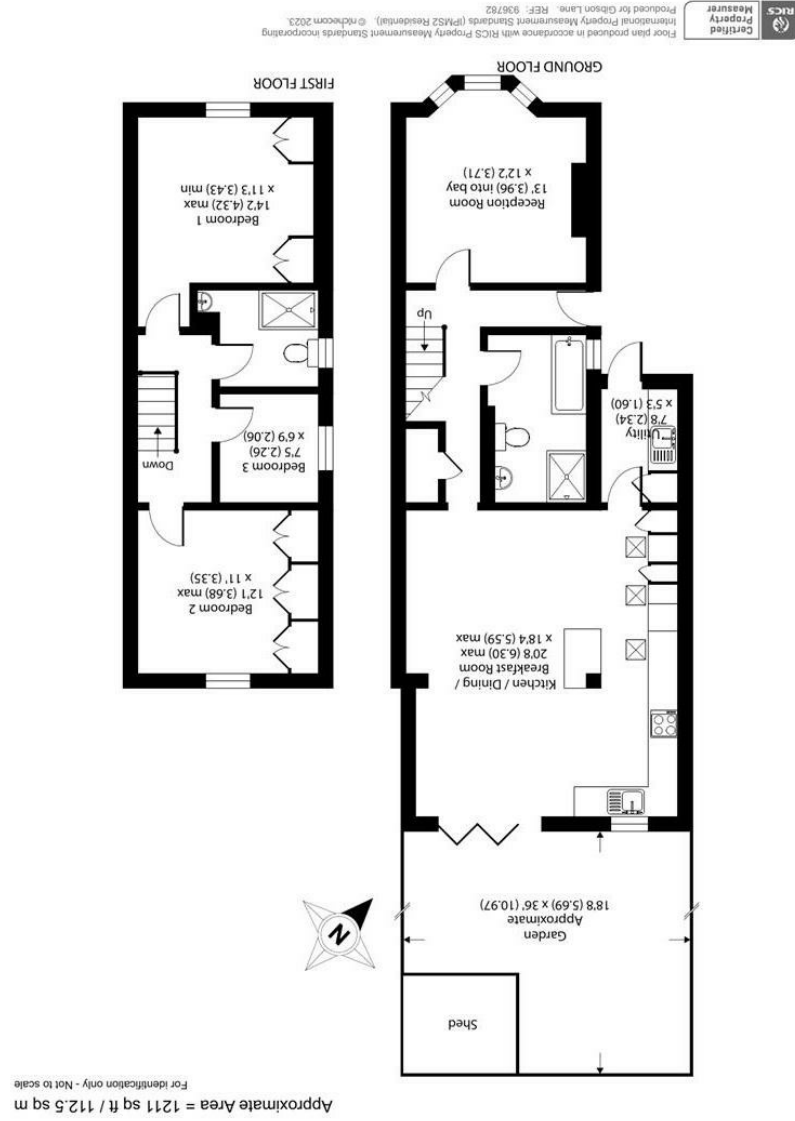 Approximate Area = 1211 sq ft / 112.5 sq m
For identification only - Not to scale
Shed
Garden
Approximate
18'8 (5.69) x 36' (10.97)
N
Kitchen / Dining /
Breakfast Room
20'8 (6.30) max
x 18'4 (5.59) max
Utility
7'8 (2.34)
x 5'3 (1.60)
Up
Reception Room
13' (3.96) into bay
x 12'2 (3.71)
GROUND FLOOR
Bedroom 2
12'1 (3.68) max
x 11' (3.35)
Down
Bedroom 3
7'5 (2.26)
x 6'9 (2.06)
Bedroom 1
14'2 (4.32) max
x 11'3 (3.43) min
FIRST FLOOR
Certified
Property
Measurer
RICS
Floor plan produced in accordance with RICS Property Measurement Standards incorporating
International Property Measurement Standards (IPMS2 Residential). © nichecom 2023.
Produced for Gibson Lane. REF: 936782